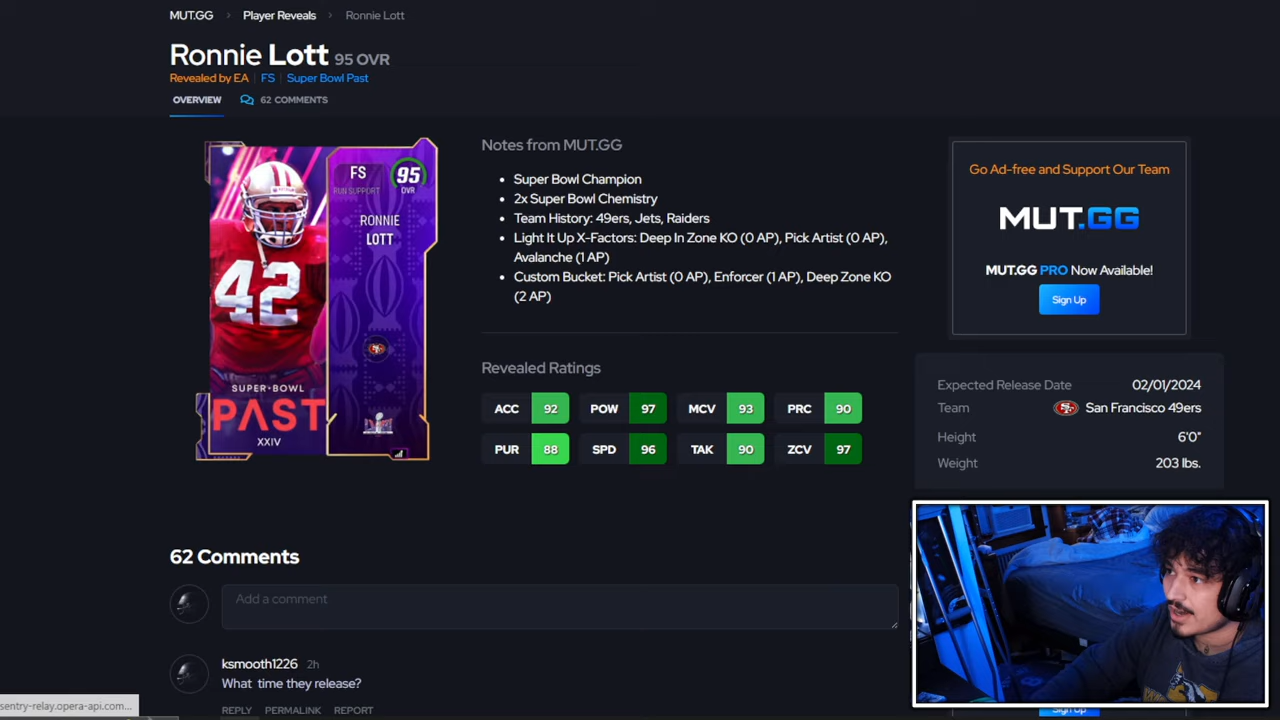 MUT.GG > Player Reveals > Ronnie Lott
Ronnie Lott 95 OVR
Revealed by EA | FS | Super Bowl Past
OVERVIEW 62 COMMENTS
FS 95
RUN SUPPORT OVR
RONNIE
LOTT
42
SUPER•BOWL
PAST
XXIV
Notes from MUT.GG
• Super Bowl Champion
• 2x Super Bowl Chemistry
• Team History: 49ers, Jets, Raiders
• Light It Up X-Factors: Deep In Zone KO (0 AP), Pick Artist (0 AP),
Avalanche (1 AP)
• Custom Bucket: Pick Artist (0 AP), Enforcer (1 AP), Deep Zone KO
(2 AP)
Revealed Ratings
ACC 92 POW 97 MCV 93 PRC 90
PUR 88 SPD 96 TAK 90 ZCV 97
Go Ad-free and Support Our Team
MUT.GG
MUT.GG PRO Now Available!
Sign Up
Expected Release Date 02/01/2024
Team San Francisco 49ers
Height 6'0"
Weight 203 lbs.
62 Comments
Add a comment
ksmooth1226 2h
What time they release?
REPLY PERMALINK REPORT
sentry-relay.opera-api.com...
Sign Up